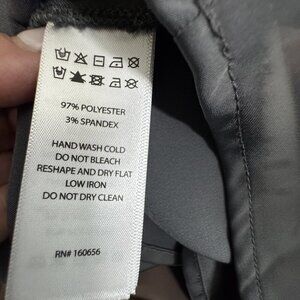 97% POLYESTER
3% SPANDEX
HAND WASH COLD
DO NOT BLEACH
RESHAPE AND DRY FLAT
LOW IRON
DO NOT DRY CLEAN
RN# 160656